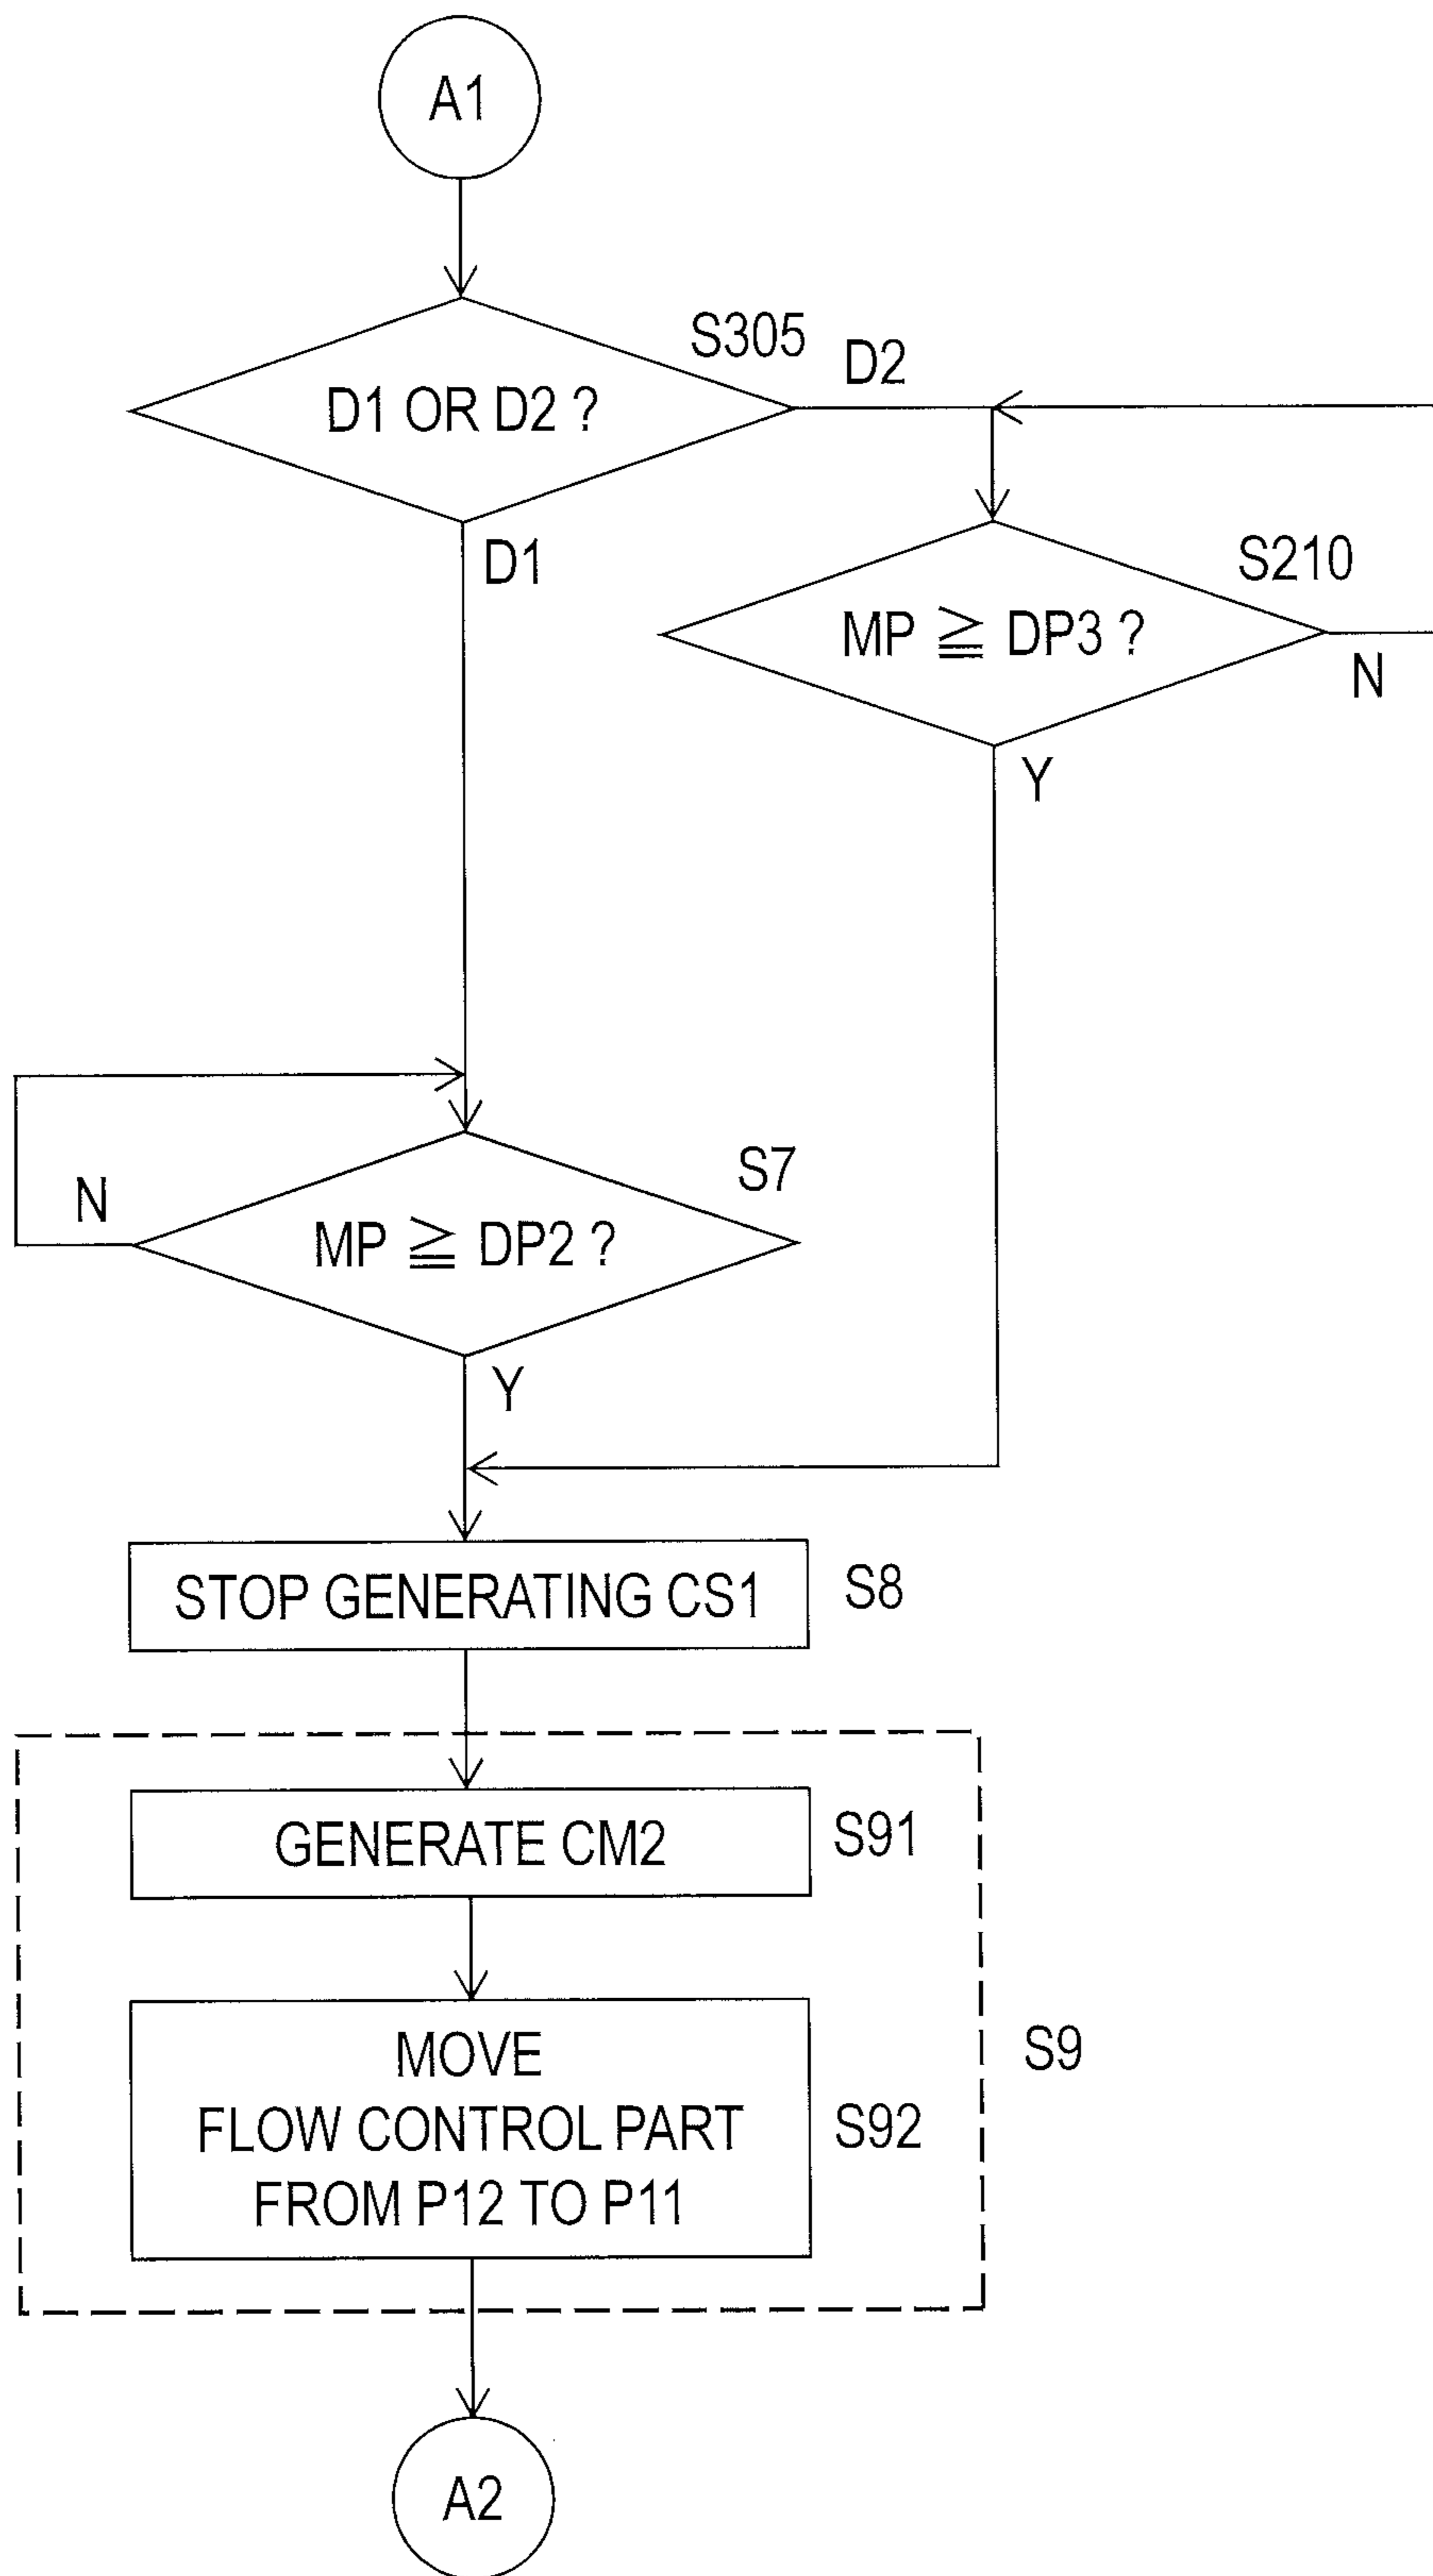 A1
S305
D1 OR D2 ?
D2
D1
S210
MP ≧ DP3 ?
N
Y
S7
N
MP ≧ DP2 ?
Y
STOP GENERATING CS1
S8
GENERATE CM2
S91
MOVE
FLOW CONTROL PART
FROM P12 TO P11
S92
S9
A2